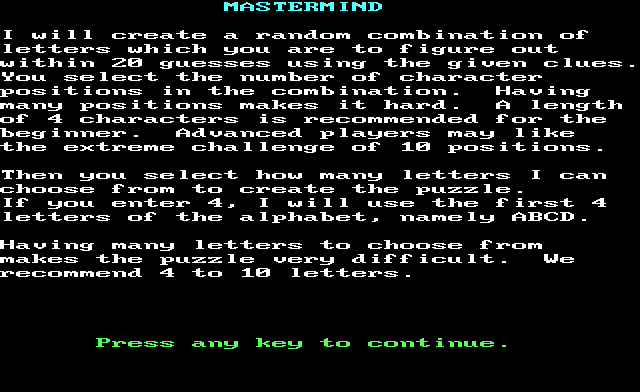 MASTERMIND
I will create a random combination of
letters which you are to figure out
within 20 guesses using the given clues.
You select the number of character
positions in the combination.  Having
many positions makes it hard.  A length
of 4 characters is recommended for the
beginner.  Advanced players may like
the extreme challenge of 10 positions.
Then you select how many letters I can
choose from to create the puzzle.
If you enter 4, I will use the first 4
letters of the alphabet, namely ABCD.
Having many letters to choose from
makes the puzzle very difficult.  We
recommend 4 to 10 letters.
Press any key to continue.